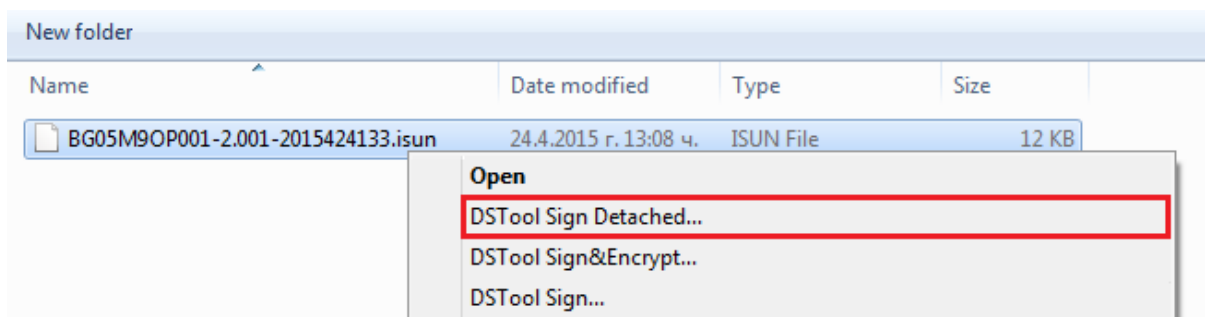 New folder
Name Date modified Type Size
BG05M9OP001-2.001-2015424133.isun 24.4.2015 г. 13:08 ч. ISUN File 12 KB
Open
DSTool Sign Detached...
DSTool Sign&Encrypt...
DSTool Sign...